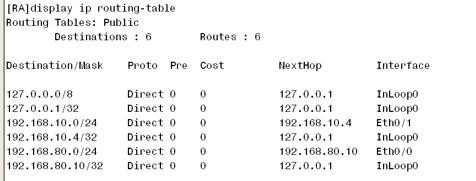 [RA]display ip routing-table
Routing Tables: Public
Destinations : 6 Routes : 6
Destination/Mask Proto Pre Cost NextHop Interface
127.0.0.0/8 Direct 0 0 127.0.0.1 InLoop0
127.0.0.1/32 Direct 0 0 127.0.0.1 InLoop0
192.168.10.0/24 Direct 0 0 192.168.10.4 Eth0/1
192.168.10.4/32 Direct 0 0 127.0.0.1 InLoop0
192.168.80.0/24 Direct 0 0 192.168.80.10 Eth0/0
192.168.80.10/32 Direct 0 0 127.0.0.1 InLoop0